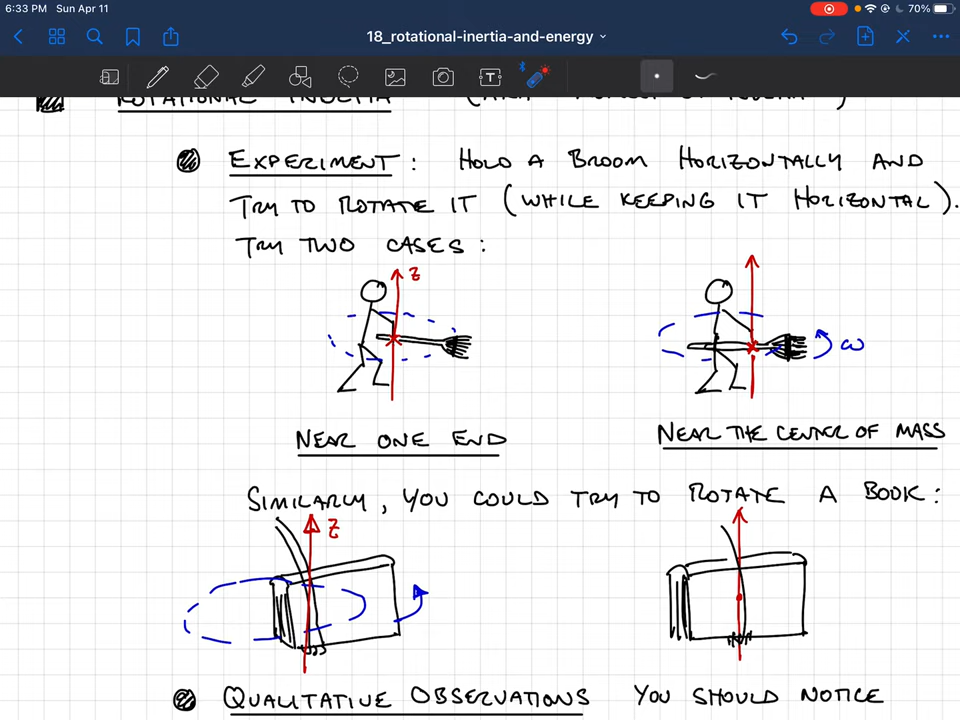 6:33 PM Sun Apr 11
70%
18_rotational-inertia-and-energy
ROTATIONAL INERTIA
EXPERIMENT: HOLD A BROOM HORIZONTALLY AND
TRY TO ROTATE IT (WHILE KEEPING IT HORIZONTAL).
TRY TWO CASES:
z
ω
NEAR ONE END
NEAR THE CENTER OF MASS
SIMILARLY, YOU COULD TRY TO ROTATE A BOOK:
z
QUALITATIVE OBSERVATIONS YOU SHOULD NOTICE